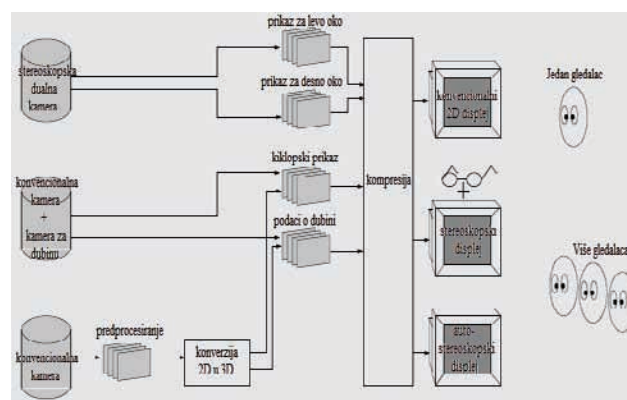 prikaz za levo oko
stereoskopska
dualna
kamera
prikaz za desno oko
konvencionalni
2D displej
Jedan gledalac
kiklopski prikaz
konvencionalna
kamera
+
kamera za
dubinu
kompresija
podaci o dubini
+
stereoskopski
displej
Više gledalaca
predprocesiranje
konvencionalna
kamera
konverzija
2D u 3D
auto-
stereoskopski
displej